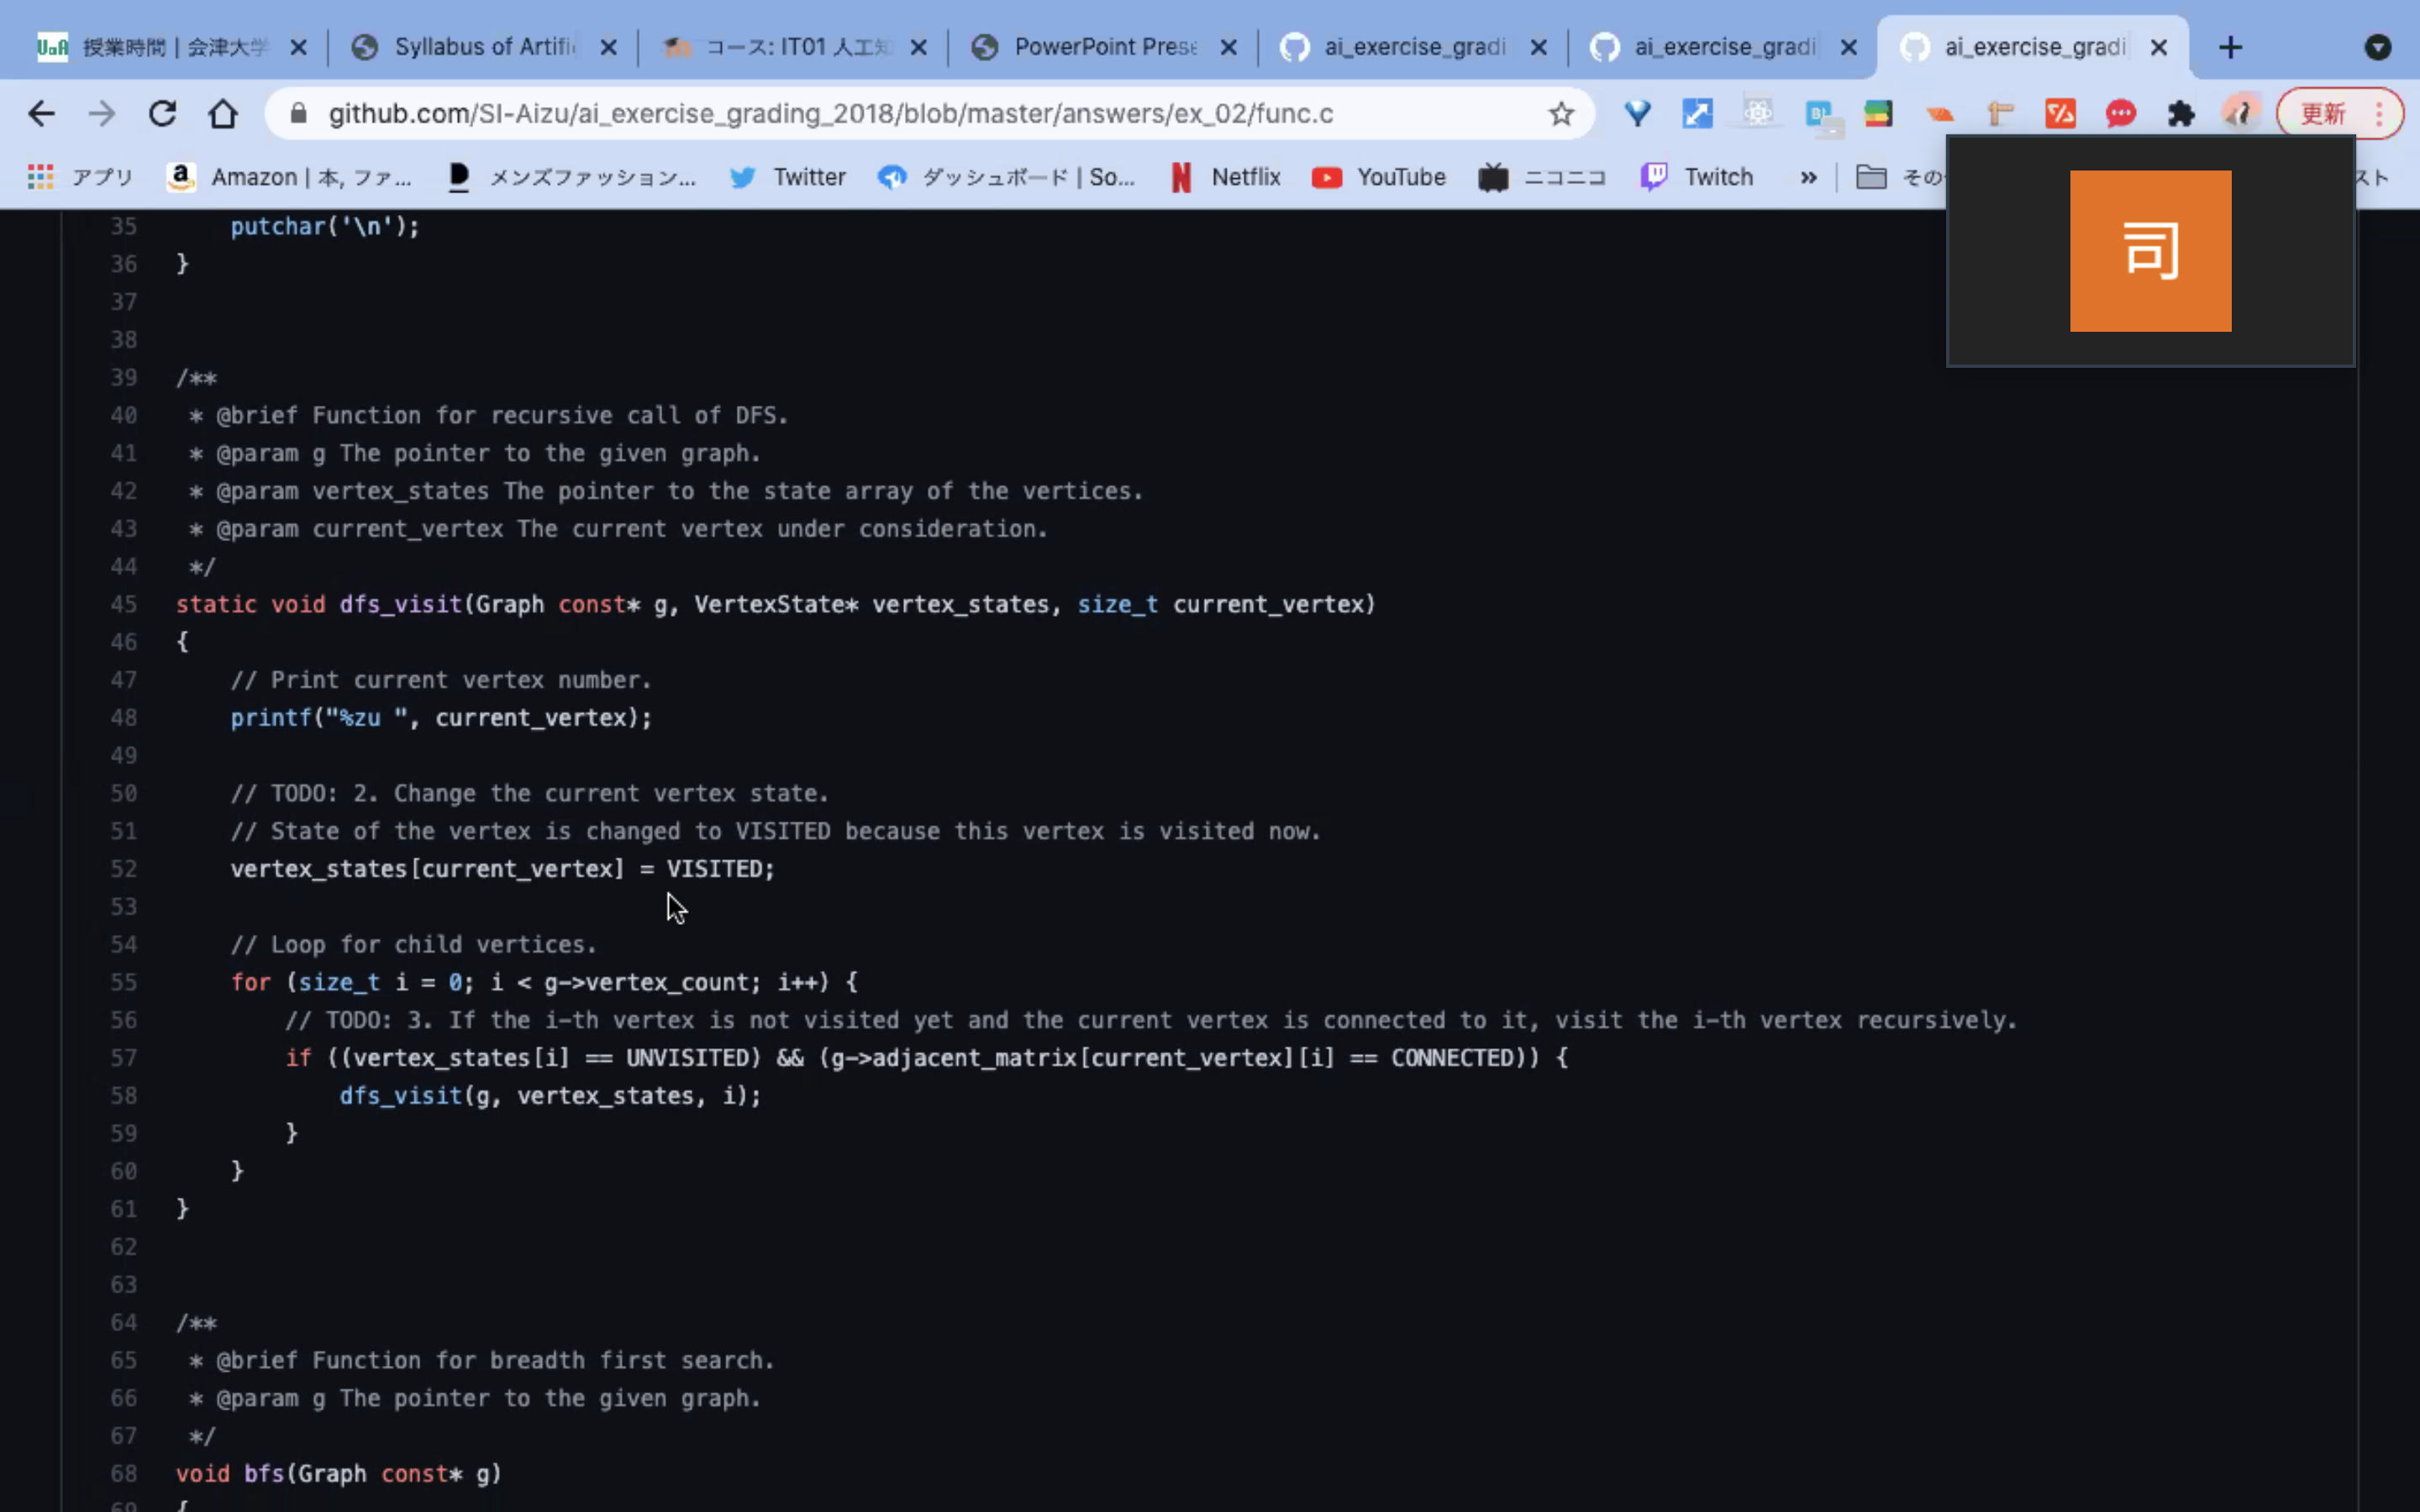 授業時間 | 会津大学
Syllabus of Artifi
コース: IT01 人工知
PowerPoint Prese
ai_exercise_gradi
ai_exercise_gradi
ai_exercise_gradi
github.com/SI-Aizu/ai_exercise_grading_2018/blob/master/answers/ex_02/func.c
更新
アプリ
Amazon | 本, ファ...
メンズファッション...
Twitter
ダッシュボード | So...
Netflix
YouTube
ニコニコ
Twitch
»
その
スト
司
35 putchar('\n');
36 }
37
38
39 /**
40 * @brief Function for recursive call of DFS.
41 * @param g The pointer to the given graph.
42 * @param vertex_states The pointer to the state array of the vertices.
43 * @param current_vertex The current vertex under consideration.
44 */
45 static void dfs_visit(Graph const* g, VertexState* vertex_states, size_t current_vertex)
46 {
47 // Print current vertex number.
48 printf("%zu ", current_vertex);
49
50 // TODO: 2. Change the current vertex state.
51 // State of the vertex is changed to VISITED because this vertex is visited now.
52 vertex_states[current_vertex] = VISITED;
53
54 // Loop for child vertices.
55 for (size_t i = 0; i < g->vertex_count; i++) {
56 // TODO: 3. If the i-th vertex is not visited yet and the current vertex is connected to it, visit the i-th vertex recursively.
57 if ((vertex_states[i] == UNVISITED) && (g->adjacent_matrix[current_vertex][i] == CONNECTED)) {
58 dfs_visit(g, vertex_states, i);
59 }
60 }
61 }
62
63
64 /**
65 * @brief Function for breadth first search.
66 * @param g The pointer to the given graph.
67 */
68 void bfs(Graph const* g)
69 {